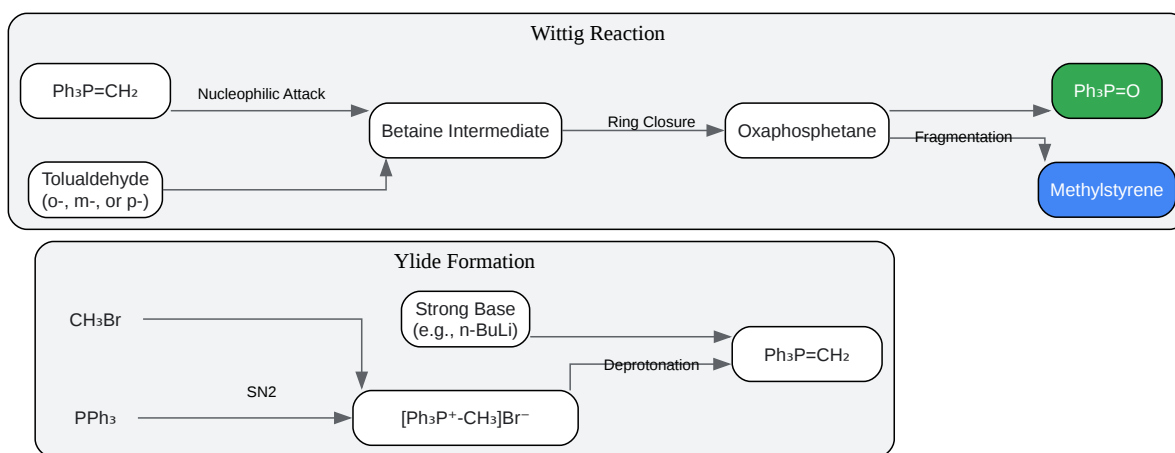 Wittig Reaction
Ph₃P=CH₂
Nucleophilic Attack
Tolualdehyde
(o-, m-, or p-)
Betaine Intermediate
Ring Closure
Oxaphosphetane
Fragmentation
Ph₃P=O
Methylstyrene
Ylide Formation
CH₃Br
PPh₃
SN2
Strong Base
(e.g., n-BuLi)
[Ph₃P⁺-CH₃]Br⁻
Deprotonation
Ph₃P=CH₂